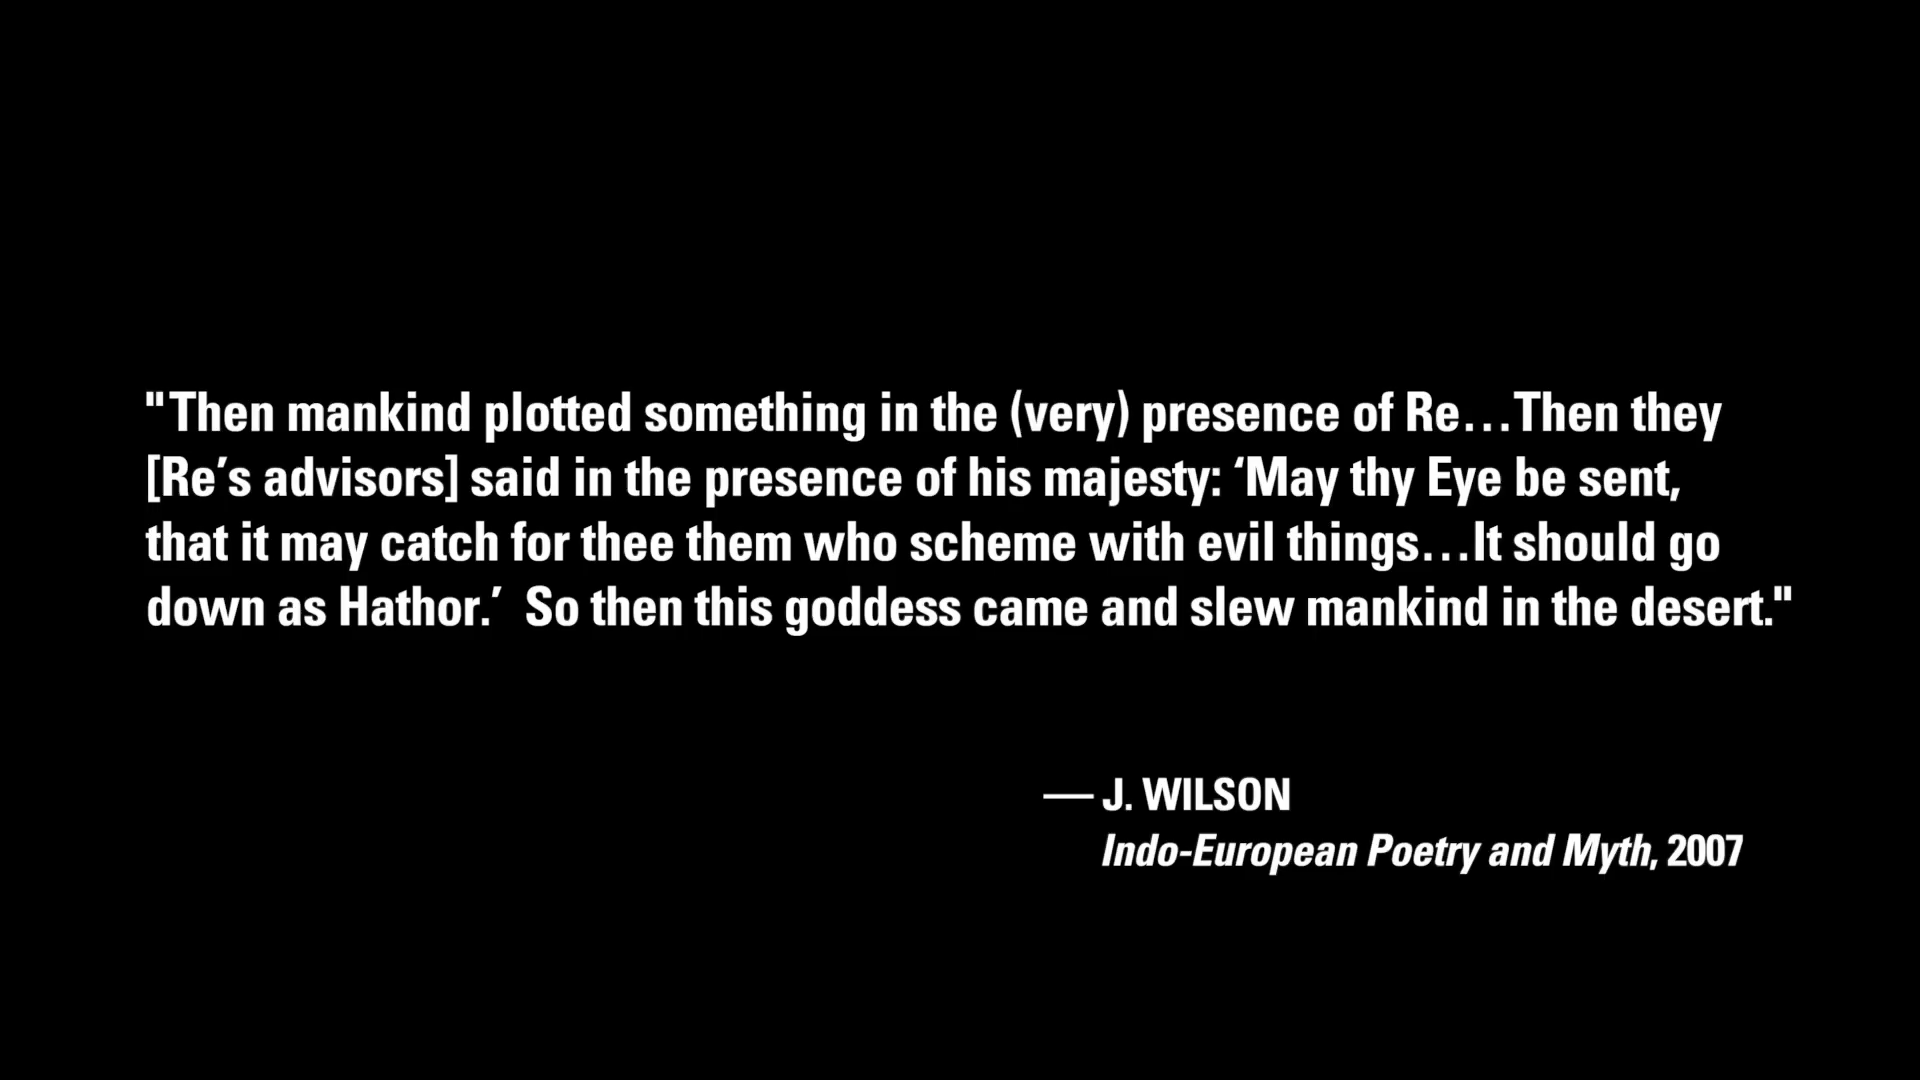 "Then mankind plotted something in the (very) presence of Re…Then they
[Re’s advisors] said in the presence of his majesty: ‘May thy Eye be sent,
that it may catch for thee them who scheme with evil things…It should go
down as Hathor.’  So then this goddess came and slew mankind in the desert."
— J. WILSON
Indo-European Poetry and Myth, 2007